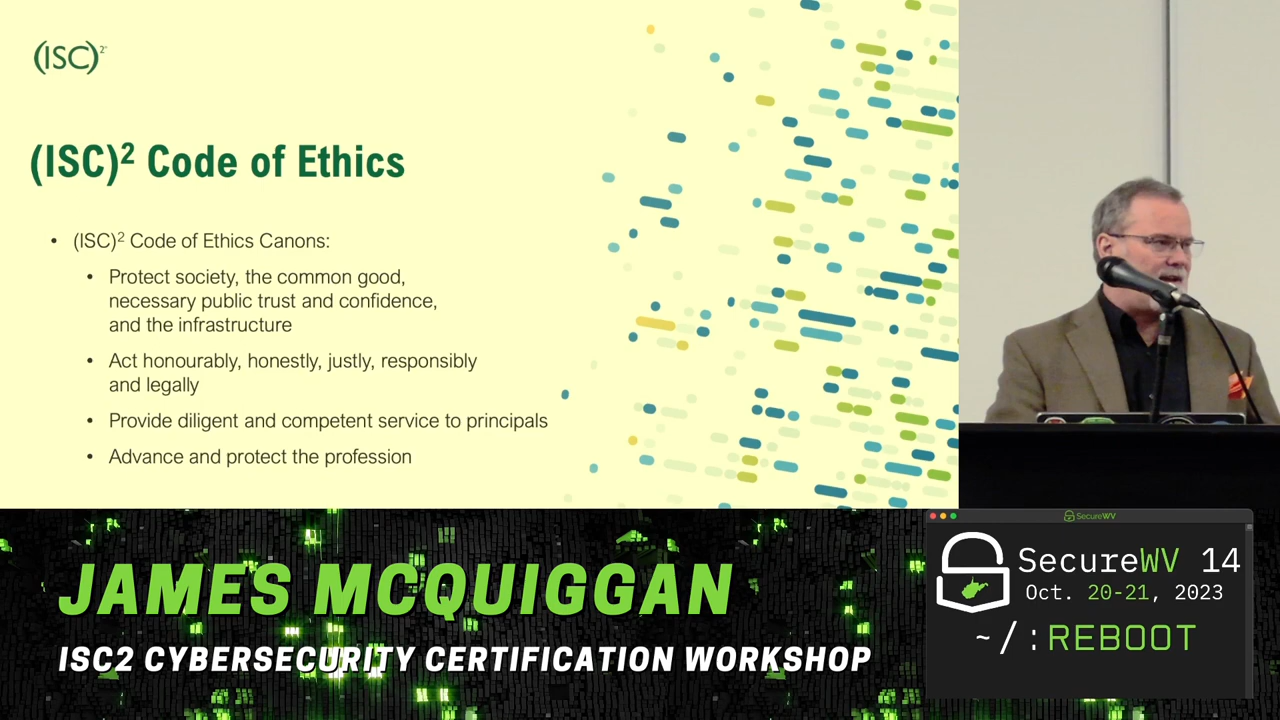 (ISC)²
(ISC)² Code of Ethics
• (ISC)² Code of Ethics Canons:
• Protect society, the common good,
necessary public trust and confidence,
and the infrastructure
• Act honourably, honestly, justly, responsibly
and legally
• Provide diligent and competent service to principals
• Advance and protect the profession
JAMES MCQUIGGAN
ISC2 CYBERSECURITY CERTIFICATION WORKSHOP
SecureWV
SecureWV 14
Oct. 20-21, 2023
~/:REBOOT